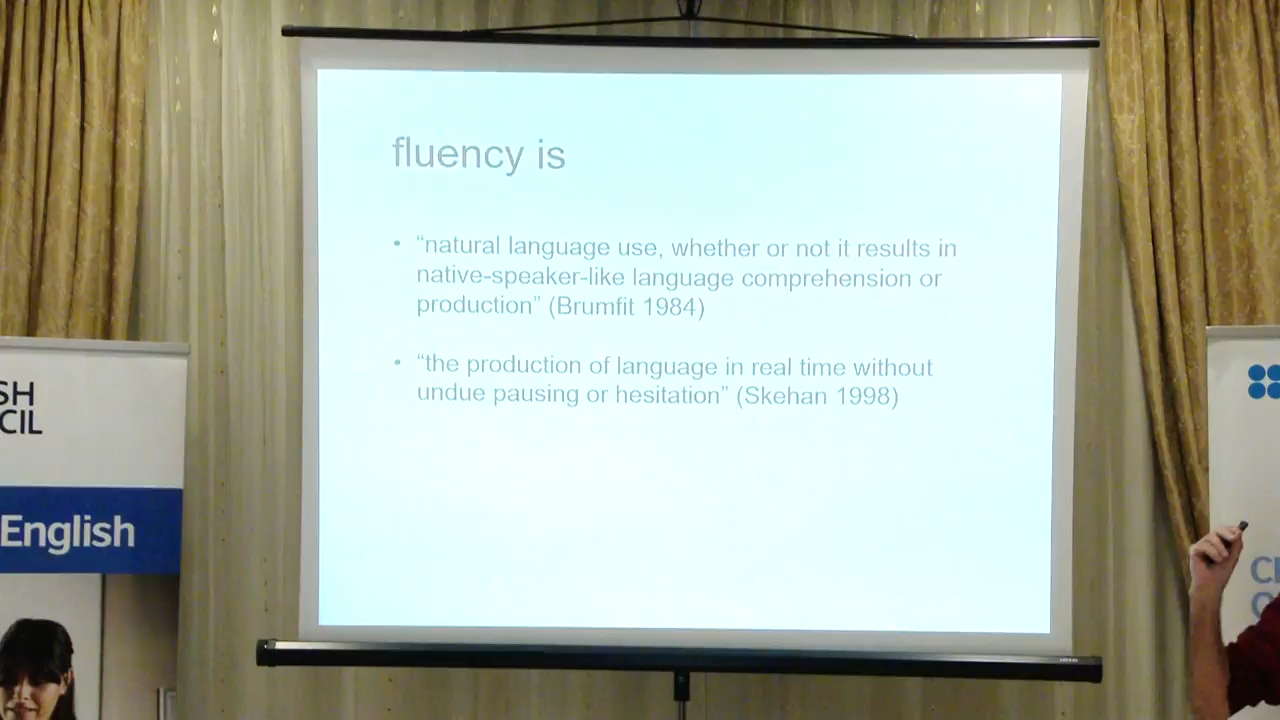 fluency is
• “natural language use, whether or not it results in
native-speaker-like language comprehension or
production” (Brumfit 1984)
• “the production of language in real time without
undue pausing or hesitation” (Skehan 1998)
SH
CIL
English